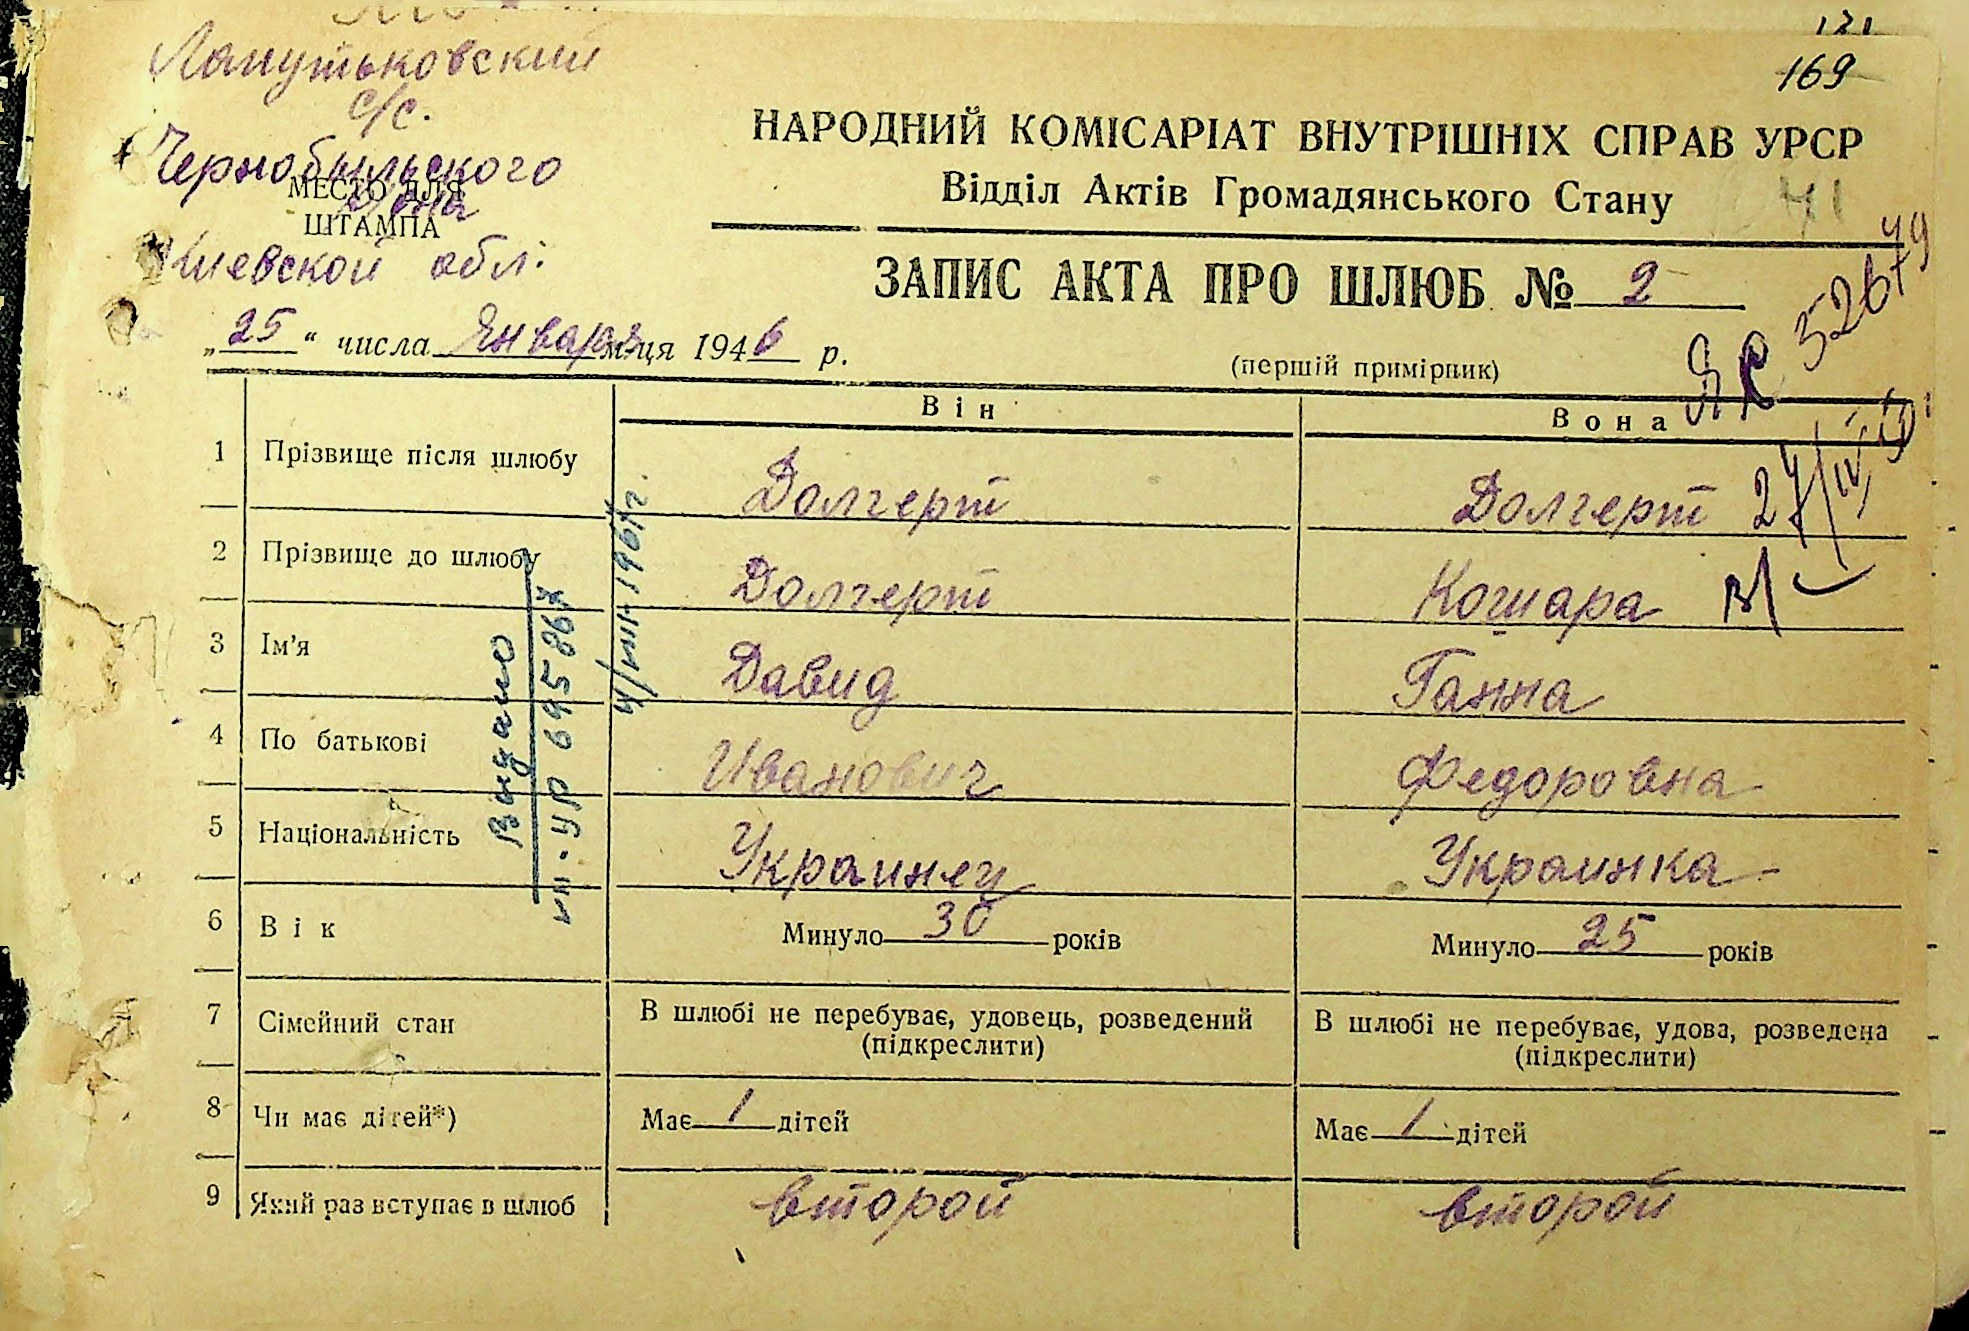 169
Лапутьковский
с/с.
Чернобыльского
р/она
МЕСТО ДЛЯ
ШТАМПА
Киевской обл.
НАРОДНИЙ КОМІСАРІАТ ВНУТРІШНІХ СПРАВ УРСР
Відділ Актів Громадянського Стану
41
ЗАПИС АКТА ПРО ШЛЮБ № 2
„25“ числа Января м-ця 1946 р.
(першій примірник)
Він Вона
1 Прізвище після шлюбу Долгерт Долгерт
2 Прізвище до шлюбу Долгерт Кошара
3 Ім'я Давид Ганна
4 По батькові Иванович Федоровна
5 Національність Украинец Украинка
6 Вік Минуло 30 років Минуло 25 років
7 Сімейний стан В шлюбі не перебуває, удовець, розведений В шлюбі не перебуває, удова, розведена
(підкреслити) (підкреслити)
8 Чи має дітей*) Має 1 дітей Має 1 дітей
9 Який раз вступає в шлюб второй второй
Видано